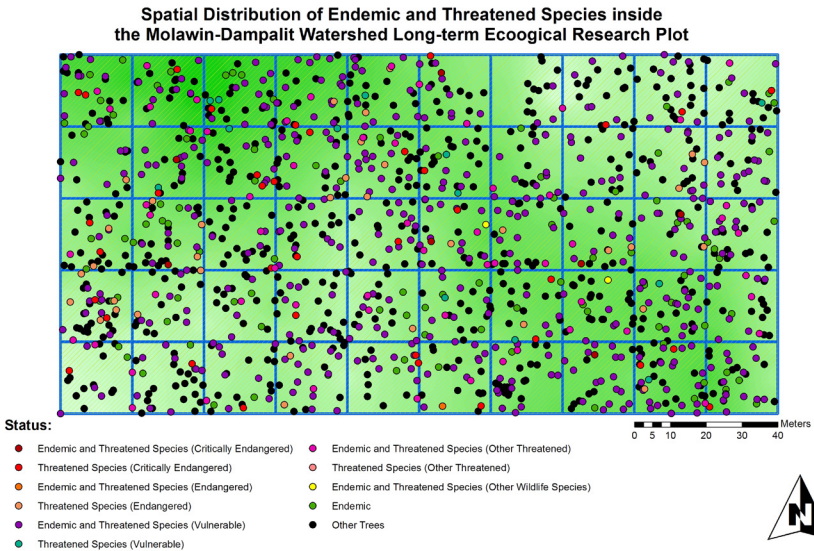 Spatial Distribution of Endemic and Threatened Species inside
the Molawin-Dampalit Watershed Long-term Ecoogical Research Plot
Status:
Endemic and Threatened Species (Critically Endangered)
Threatened Species (Critically Endangered)
Endemic and Threatened Species (Endangered)
Threatened Species (Endangered)
Endemic and Threatened Species (Vulnerable)
Threatened Species (Vulnerable)
Endemic and Threatened Species (Other Threatened)
Threatened Species (Other Threatened)
Endemic and Threatened Species (Other Wildlife Species)
Endemic
Other Trees
Meters
0 5 10 20 30 40
N